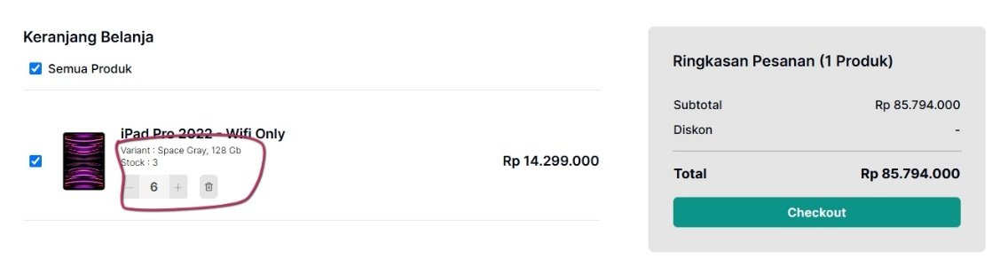 Keranjang Belanja
Semua Produk
iPad Pro 2022 - Wifi Only
Variant : Space Gray, 128 Gb
Stock : 3
- 6 +
Rp 14.299.000
Ringkasan Pesanan (1 Produk)
Subtotal Rp 85.794.000
Diskon -
Total Rp 85.794.000
Checkout